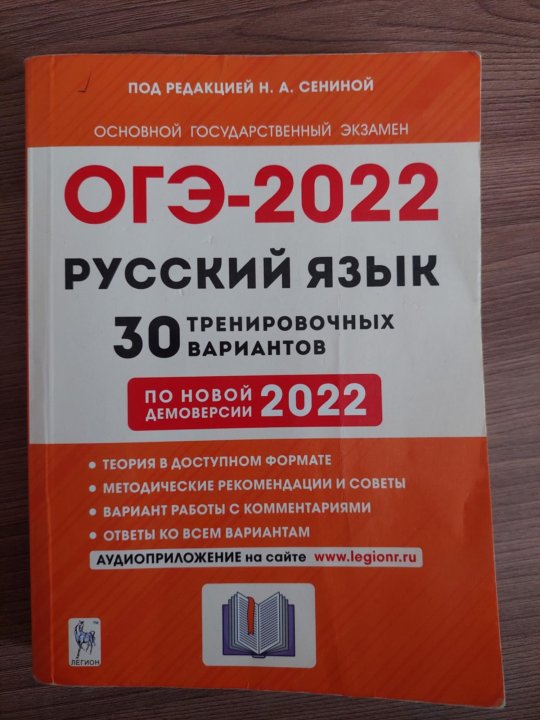 ПОД РЕДАКЦИЕЙ Н. А. СЕНИНОЙ
ОСНОВНОЙ ГОСУДАРСТВЕННЫЙ ЭКЗАМЕН
ОГЭ-2022
РУССКИЙ ЯЗЫК
30 ТРЕНИРОВОЧНЫХ
ВАРИАНТОВ
ПО НОВОЙ
ДЕМОВЕРСИИ 2022
• ТЕОРИЯ В ДОСТУПНОМ ФОРМАТЕ
• МЕТОДИЧЕСКИЕ РЕКОМЕНДАЦИИ И СОВЕТЫ
• ВАРИАНТ РАБОТЫ С КОММЕНТАРИЯМИ
• ОТВЕТЫ КО ВСЕМ ВАРИАНТАМ
АУДИОПРИЛОЖЕНИЕ на сайте www.legionr.ru
TM
ЛЕГИОН